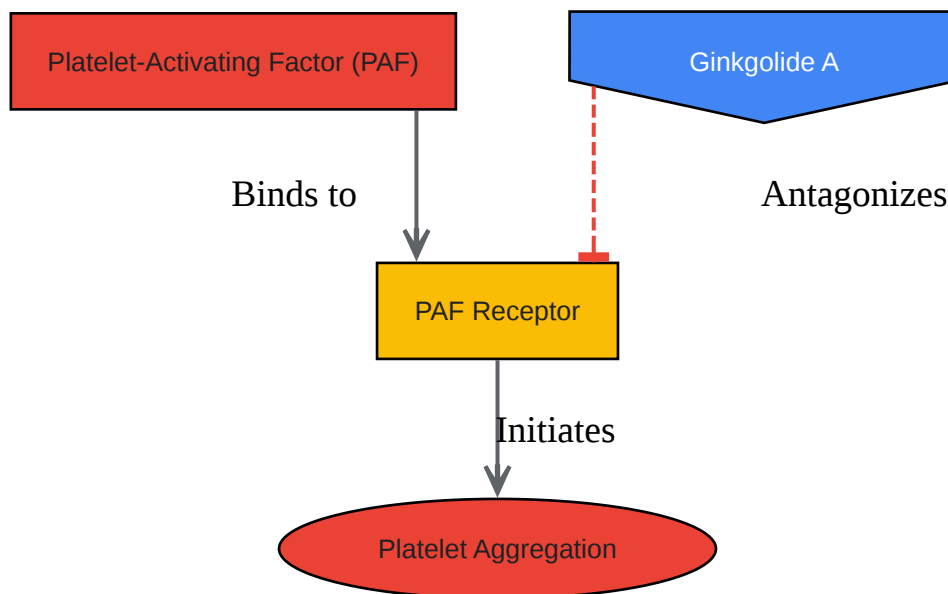 Platelet-Activating Factor (PAF)
Ginkgolide A
Binds to
Antagonizes
PAF Receptor
Initiates
Platelet Aggregation